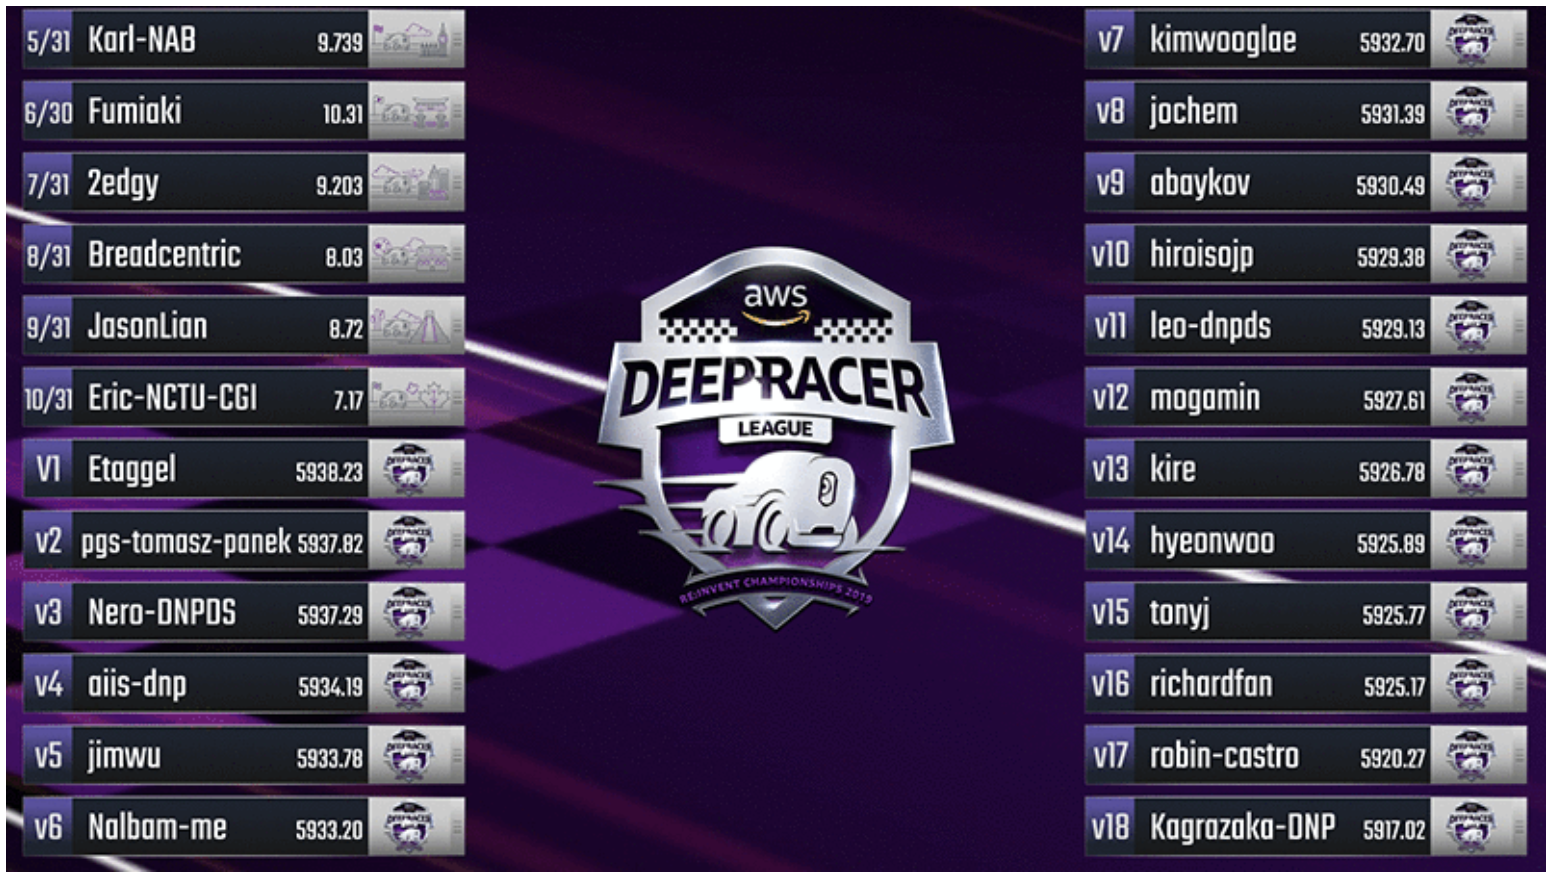 5/31 Karl-NAB 9.739
6/30 Fumiaki 10.31
7/31 2edgy 9.203
8/31 Breadcentric 8.03
9/31 JasonLian 8.72
10/31 Eric-NCTU-CGI 7.17
V1 Etaggel 5938.23
v2 pgs-tomasz-panek 5937.82
v3 Nero-DNPDS 5937.29
v4 aiis-dnp 5934.19
v5 jimwu 5933.78
v6 Nalbam-me 5933.20
aws
DEEPRACER
LEAGUE
RE:INVENT CHAMPIONSHIPS 2019
v7 kimwooglae 5932.70
v8 jochem 5931.39
v9 abaykov 5930.49
v10 hiroisojp 5929.38
v11 leo-dnpds 5929.13
v12 mogamin 5927.61
v13 kire 5926.78
v14 hyeonwoo 5925.89
v15 tonyj 5925.77
v16 richardfan 5925.17
v17 robin-castro 5920.27
v18 Kagrazaka-DNP 5917.02